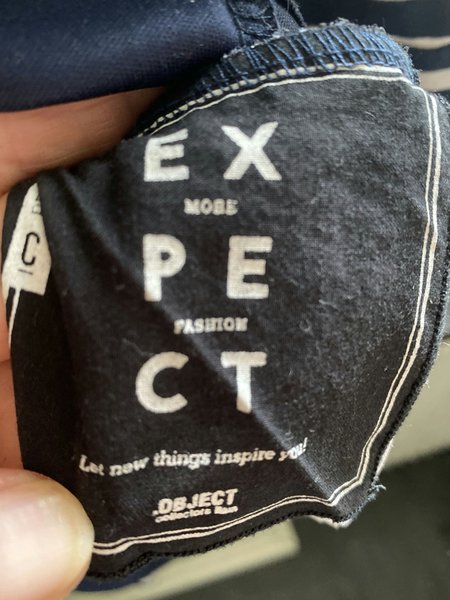 EX
MORE
PE
FASHION
CT
Let new things inspire you!
.OBJECT
collectors item
C